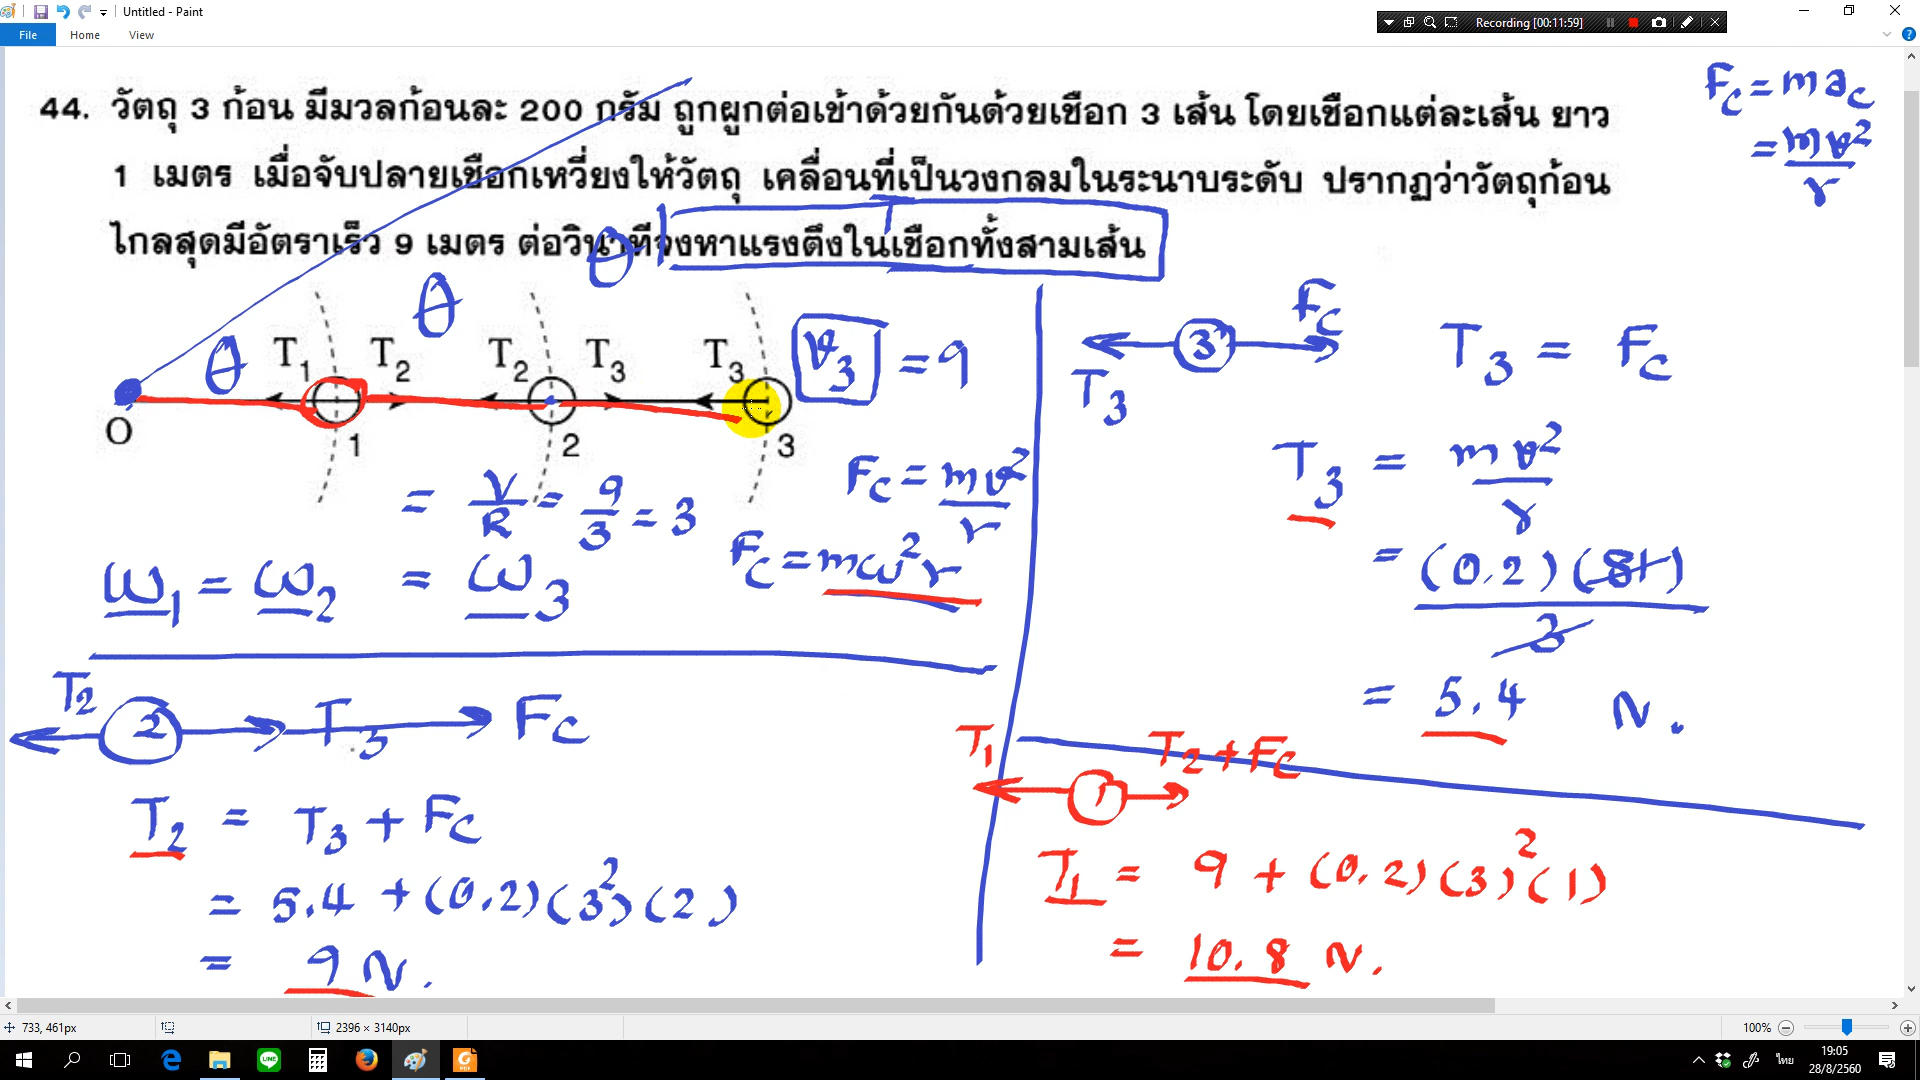 Untitled - Paint
Recording [00:11:59]
File Home View
44. วัตถุ 3 ก้อน มีมวลก้อนละ 200 กรัม ถูกผูกต่อเข้าด้วยกันด้วยเชือก 3 เส้น โดยเชือกแต่ละเส้น ยาว
1 เมตร เมื่อจับปลายเชือกเหวี่ยงให้วัตถุ เคลื่อนที่เป็นวงกลมในระนาบระดับ ปรากฏว่าวัตถุก้อน
ไกลสุดมีอัตราเร็ว 9 เมตร ต่อวินาทีจงหาแรงตึงในเชือกทั้งสามเส้น
Fc = mac
= mv²/r
θ θ θ
T1 T2 T2 T3 T3
v3 = 9
O 1 2 3
= V/R = 9/3 = 3
ω1 = ω2 = ω3
Fc = mv²/r
Fc = mω²r
T3 3 Fc
T3 = Fc
T3 = mv²/r
= (0.2)(81)/3
= 5.4 N.
T2 2 T3 Fc
T2 = T3 + Fc
= 5.4 + (0.2)(3²)(2)
= 9 N.
T1 1 T2 + Fc
T1 = 9 + (0.2)(3)²(1)
= 10.8 N.
733, 461px 2396 × 3140px 100%
ไทย 19:05
28/8/2560